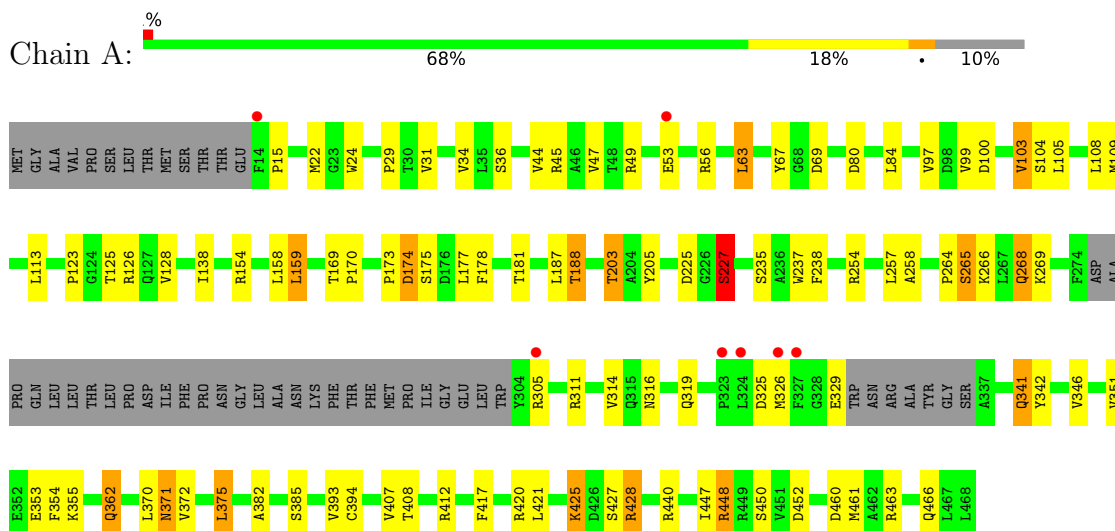 .%
Chain A:
68% 18% • 10%
MET GLY ALA VAL PRO SER LEU THR MET SER THR THR GLU F14 P15 M22 G23 W24 P29 T30 V31 V34 L35 S36 V44 R45 A46 V47 T48 R49 E53 R56 L63 Y67 G68 D69 D80 L84 V97 D98 V99 D100 V103 S104 L105 L108 M109
L113 P123 G124 T125 R126 Q127 V128 I138 R154 L158 L159 T169 P170 P173 D174 S175 D176 L177 F178 T181 L187 T188 T203 A204 Y205 D225 G226 S227 S235 A236 W237 F238 R254 L257 A258 P264 S265 K266 L267 Q268 K269 F274 ASP ALA
PRO GLN LEU LEU THR LEU PRO ASP ILE PHE PRO ASN GLY LEU ALA ASN LYS PHE THR PHE MET PRO ILE GLY GLU LEU TRP Y304 R305 R311 V314 Q315 N316 Q319 P323 L324 D325 M326 F327 G328 E329 TRP ASN ARG ALA TYR GLY SER A337 Q341 Y342 V346 V351
E352 E353 F354 K355 Q362 L370 N371 V372 L375 A382 S385 V393 C394 V407 T408 R412 F417 R420 L421 K425 D426 S427 R428 R440 I447 R448 R449 S450 V451 D452 D460 M461 A462 R463 Q466 L467 L468